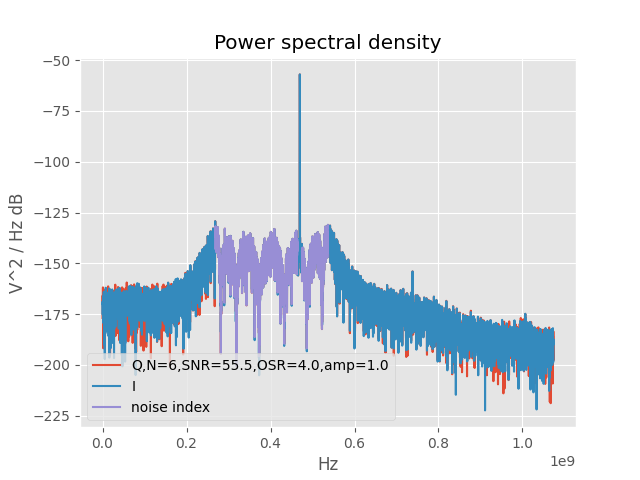 Power spectral density
V^2 / Hz dB
−50
−75
−100
−125
−150
−175
−200
−225
Q,N=6,SNR=55.5,OSR=4.0,amp=1.0
I
noise index
0.0 0.2 0.4 0.6 0.8 1.0
1e9
Hz